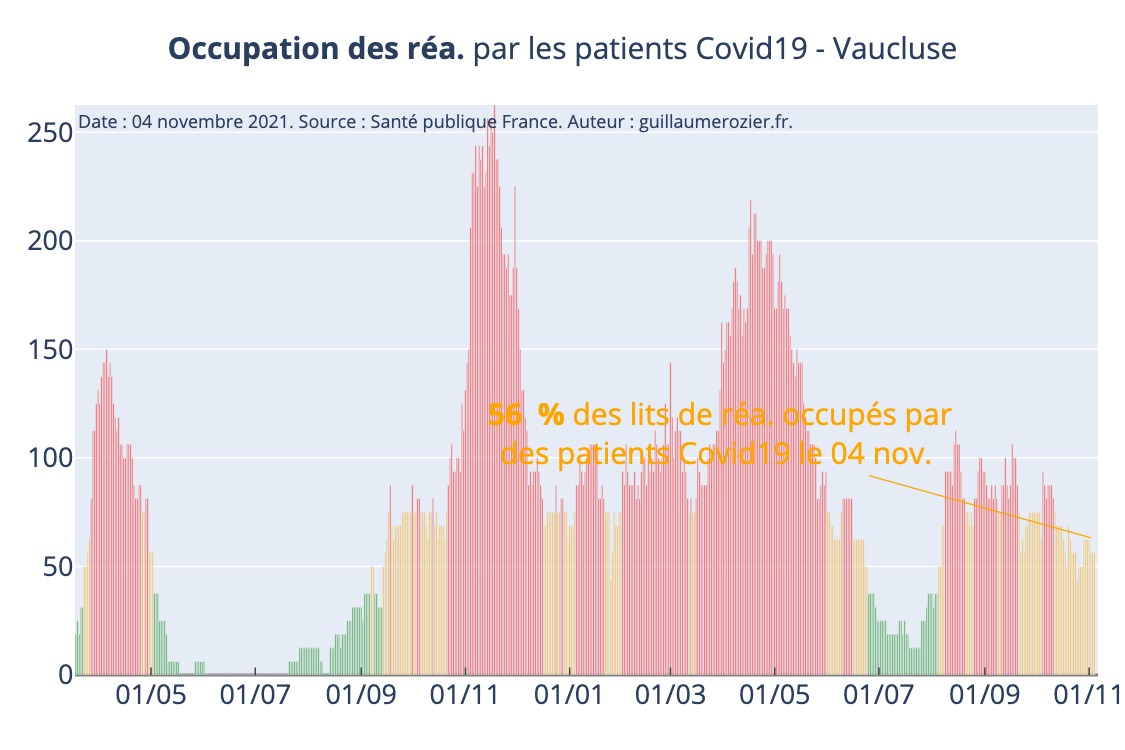 Occupation des réa. par les patients Covid19 - Vaucluse
Date : 04 novembre 2021. Source : Santé publique France. Auteur : guillaumerozier.fr.
250
200
150
56 % des lits de réa. occupés par
des patients Covid19 le 04 nov.
100
50
0
01/05 01/07 01/09 01/11 01/01 01/03 01/05 01/07 01/09 01/11